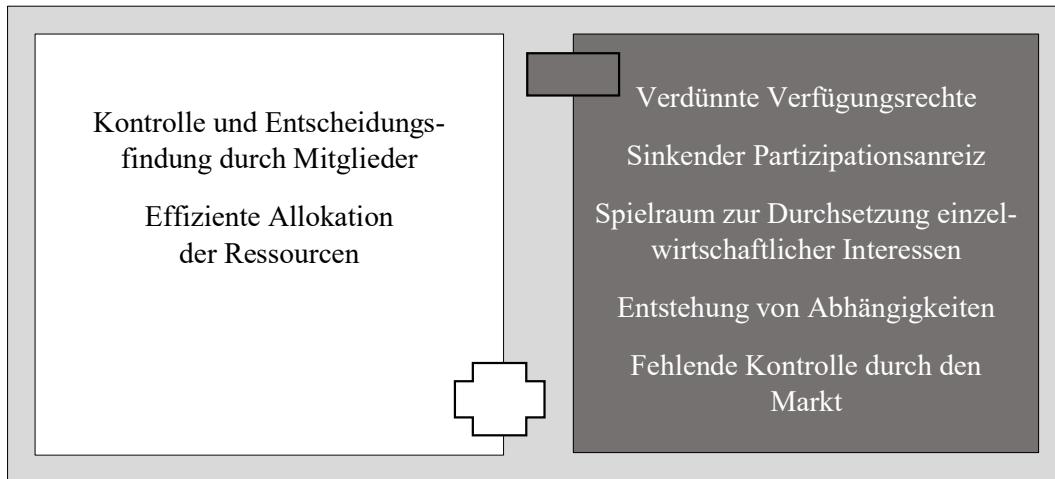 Kontrolle und Entscheidungs-
findung durch Mitglieder
Effiziente Allokation
der Ressourcen
Verdünnte Verfügungsrechte
Sinkender Partizipationsanreiz
Spielraum zur Durchsetzung einzel-
wirtschaftlicher Interessen
Entstehung von Abhängigkeiten
Fehlende Kontrolle durch den
Markt